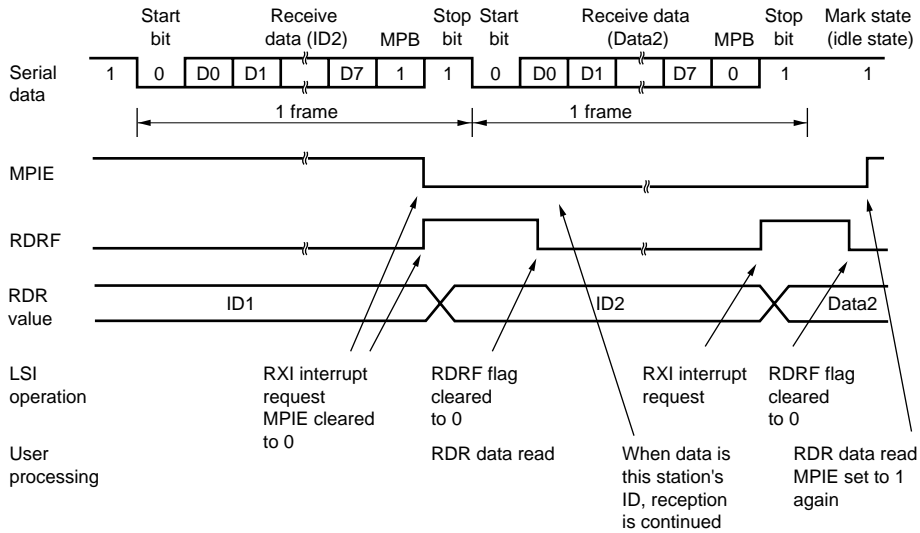 Start bit
Receive data (ID2)
MPB
Stop bit
Start bit
Receive data (Data2)
MPB
Stop bit
Mark state (idle state)
Serial data
1 0 D0 D1 D7 1 1 0 D0 D1 D7 0 1 1
1 frame
1 frame
MPIE
RDRF
RDR value
ID1
ID2
Data2
LSI operation
RXI interrupt request MPIE cleared to 0
RDRF flag cleared to 0
RXI interrupt request
RDRF flag cleared to 0
User processing
RDR data read
When data is this station's ID, reception is continued
RDR data read MPIE set to 1 again